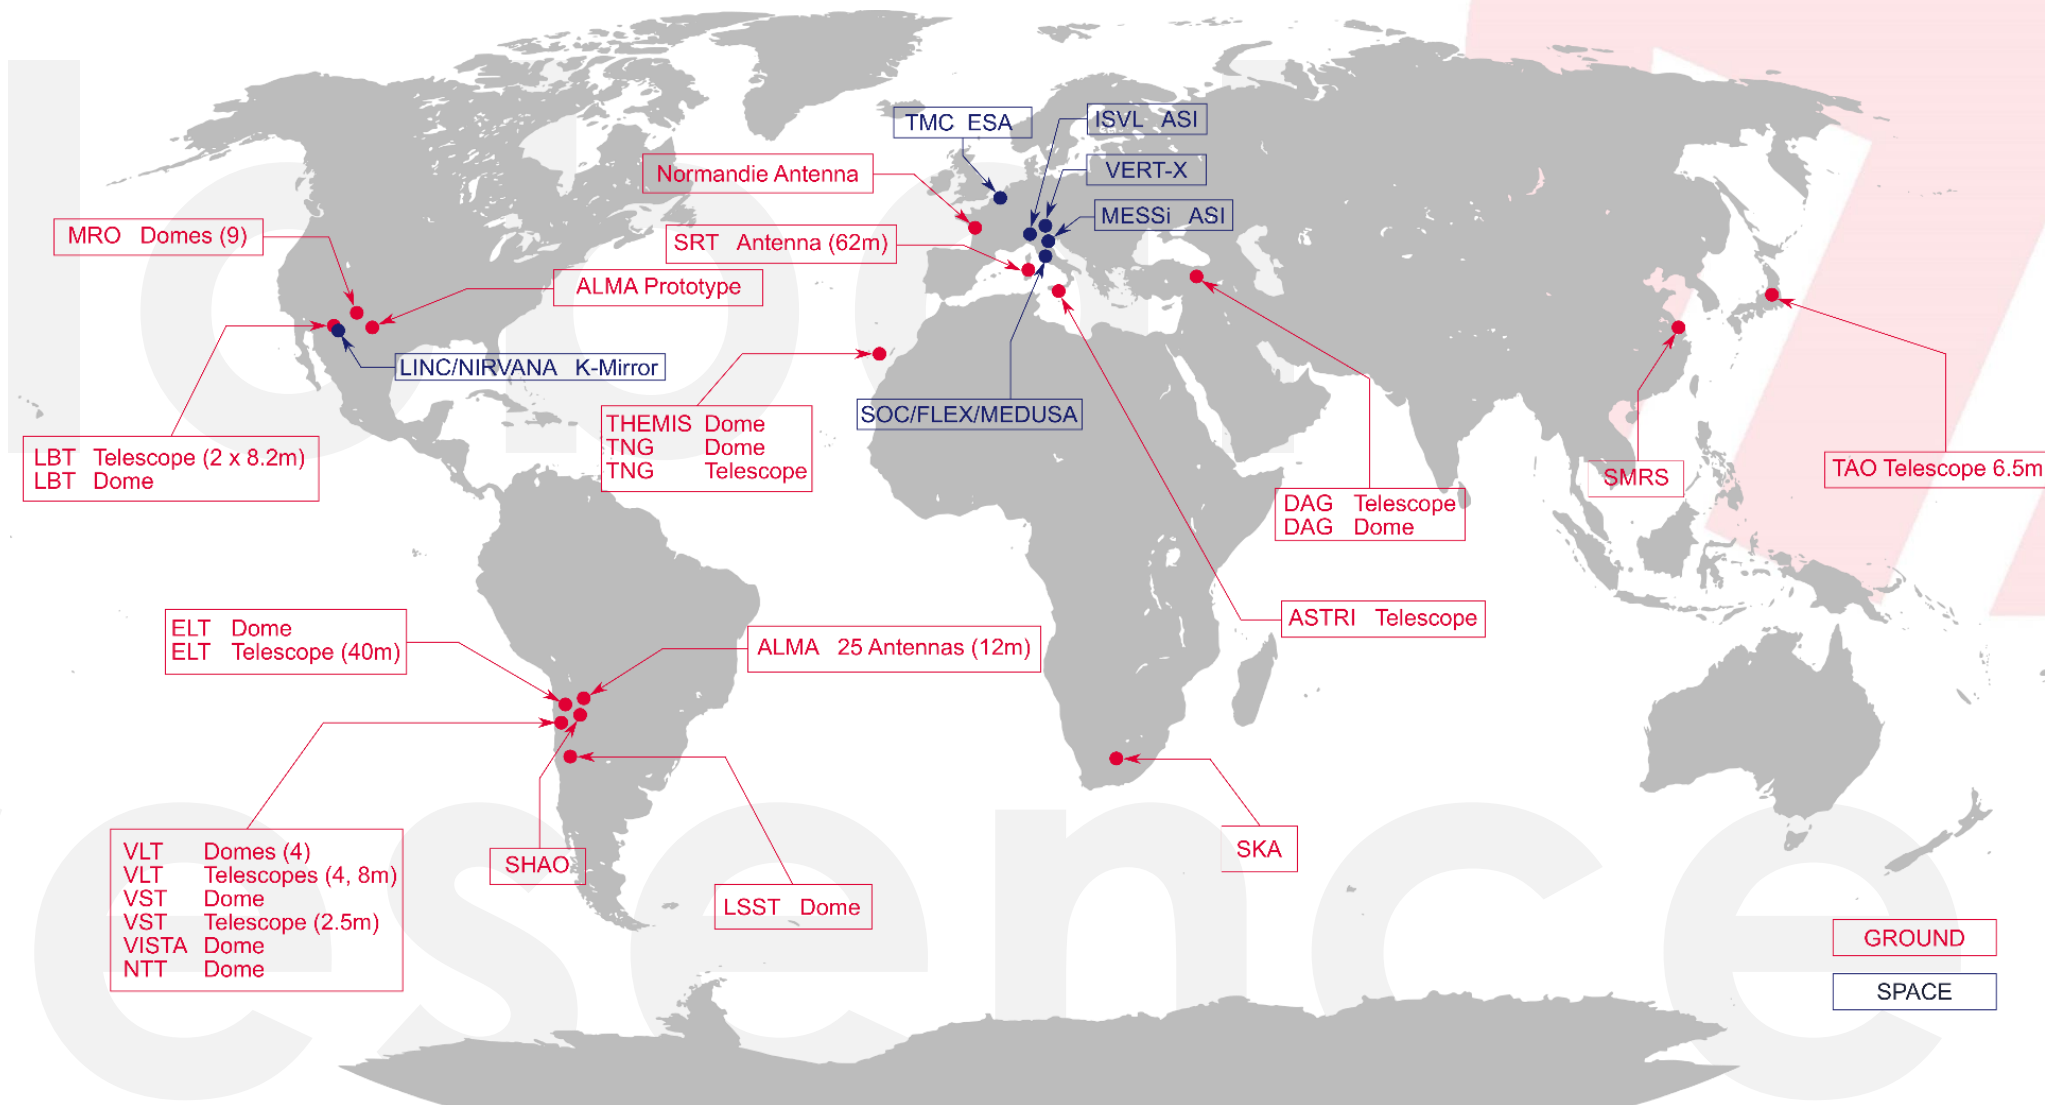 TMC ESA
ISVL ASI
Normandie Antenna
VERT-X
MESSi ASI
MRO Domes (9)
SRT Antenna (62m)
ALMA Prototype
LINC/NIRVANA K-Mirror
THEMIS Dome
TNG Dome
TNG Telescope
SOC/FLEX/MEDUSA
LBT Telescope (2 x 8.2m)
LBT Dome
DAG Telescope
DAG Dome
SMRS
TAO Telescope 6.5m
ELT Dome
ELT Telescope (40m)
ALMA 25 Antennas (12m)
ASTRI Telescope
VLT Domes (4)
VLT Telescopes (4, 8m)
VST Dome
VST Telescope (2.5m)
VISTA Dome
NTT Dome
SHAO
LSST Dome
SKA
GROUND
SPACE
esence